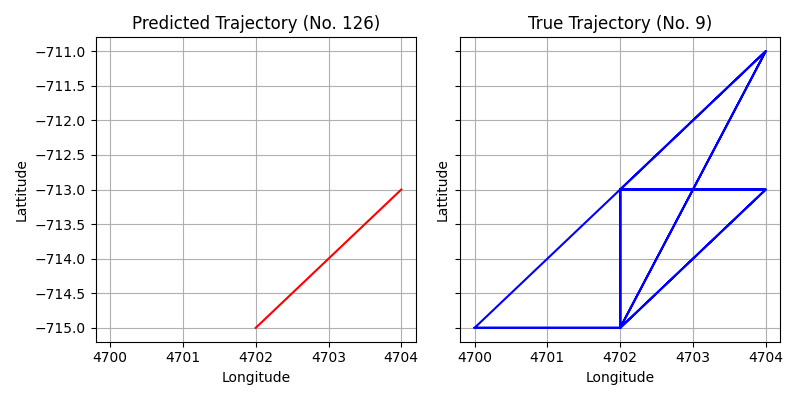 Predicted Trajectory (No. 126)
True Trajectory (No. 9)
−711.0
−711.5
−712.0
−712.5
−713.0
−713.5
−714.0
−714.5
−715.0
Lattitude
Lattitude
4700 4701 4702 4703 4704
4700 4701 4702 4703 4704
Longitude
Longitude